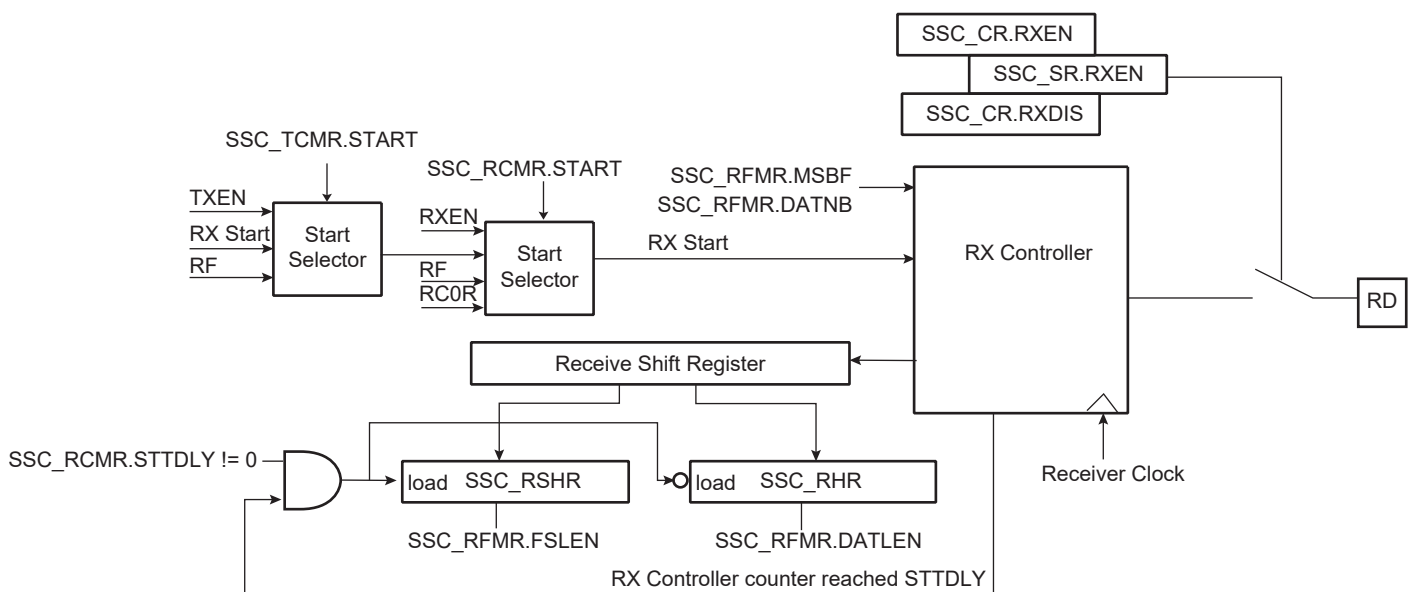 SSC_CR.RXEN
SSC_SR.RXEN
SSC_CR.RXDIS
SSC_TCMR.START
SSC_RCMR.START
SSC_RFMR.MSBF
SSC_RFMR.DATNB
TXEN
RX Start
RF
Start
Selector
RXEN
RF
RC0R
Start
Selector
RX Start
RX Controller
RD
Receive Shift Register
SSC_RCMR.STTDLY != 0
load SSC_RSHR
load SSC_RHR
Receiver Clock
SSC_RFMR.FSLEN
SSC_RFMR.DATLEN
RX Controller counter reached STTDLY